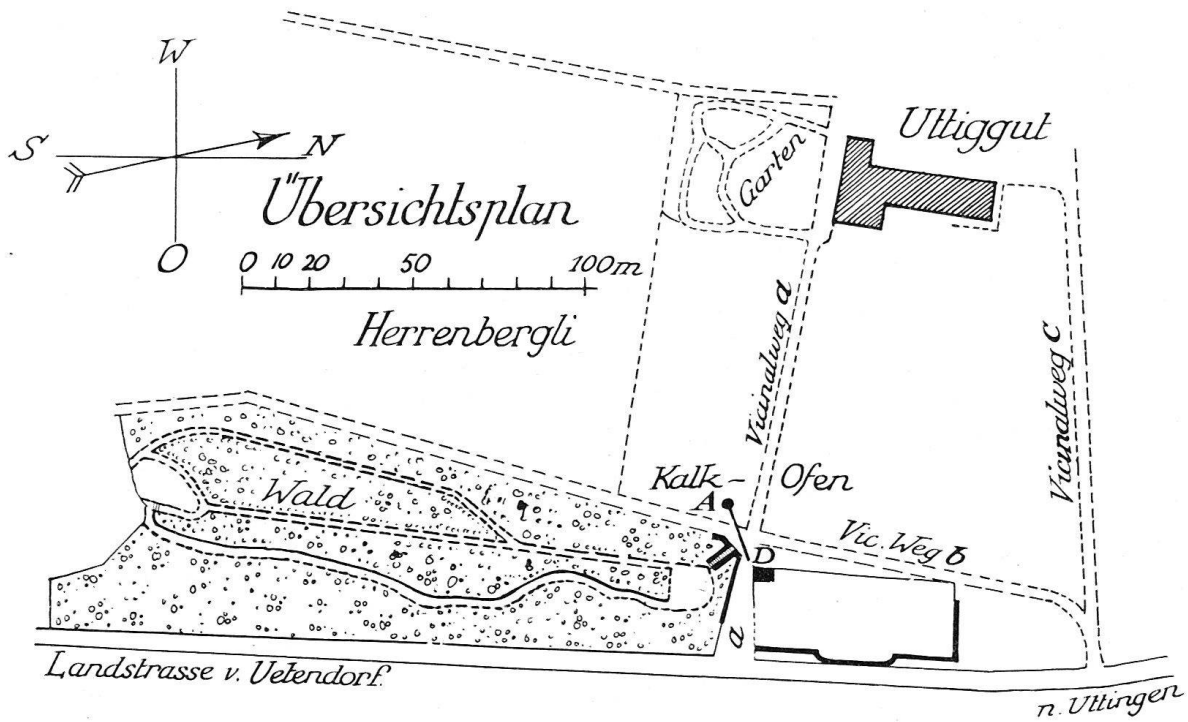 W
S N
O
Übersichtsplan
0 10 20 50 100m
Herrenbergli
Uttiggut
Garten
Vicinalweg a
Vicinalweg c
Kalk-Ofen
A
D
Vic. Weg b
a
Wald
Landstrasse v. Uetendorf.
n. Uttingen